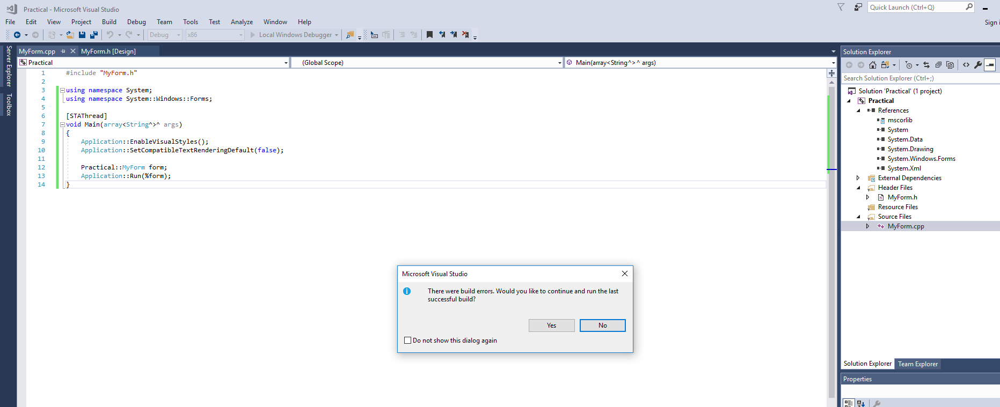 Practical - Microsoft Visual Studio
Quick Launch (Ctrl+Q)
File Edit View Project Build Debug Team Tools Test Analyze Window Help
Sign i
Debug x86 Local Windows Debugger
Server Explorer
Toolbox
MyForm.cpp MyForm.h [Design]
Practical (Global Scope) Main(array<String^>^ args)
1 #include "MyForm.h"
2
3 using namespace System;
4 using namespace System::Windows::Forms;
5
6 [STAThread]
7 void Main(array<String^>^ args)
8 {
9 Application::EnableVisualStyles();
10 Application::SetCompatibleTextRenderingDefault(false);
11
12 Practical::MyForm form;
13 Application::Run(%form);
14 }
Microsoft Visual Studio
There were build errors. Would you like to continue and run the last
successful build?
Yes No
Do not show this dialog again
Solution Explorer
Search Solution Explorer (Ctrl+;)
Solution 'Practical' (1 project)
Practical
References
mscorlib
System
System.Data
System.Drawing
System.Windows.Forms
System.Xml
External Dependencies
Header Files
MyForm.h
Resource Files
Source Files
MyForm.cpp
Solution Explorer Team Explorer
Properties